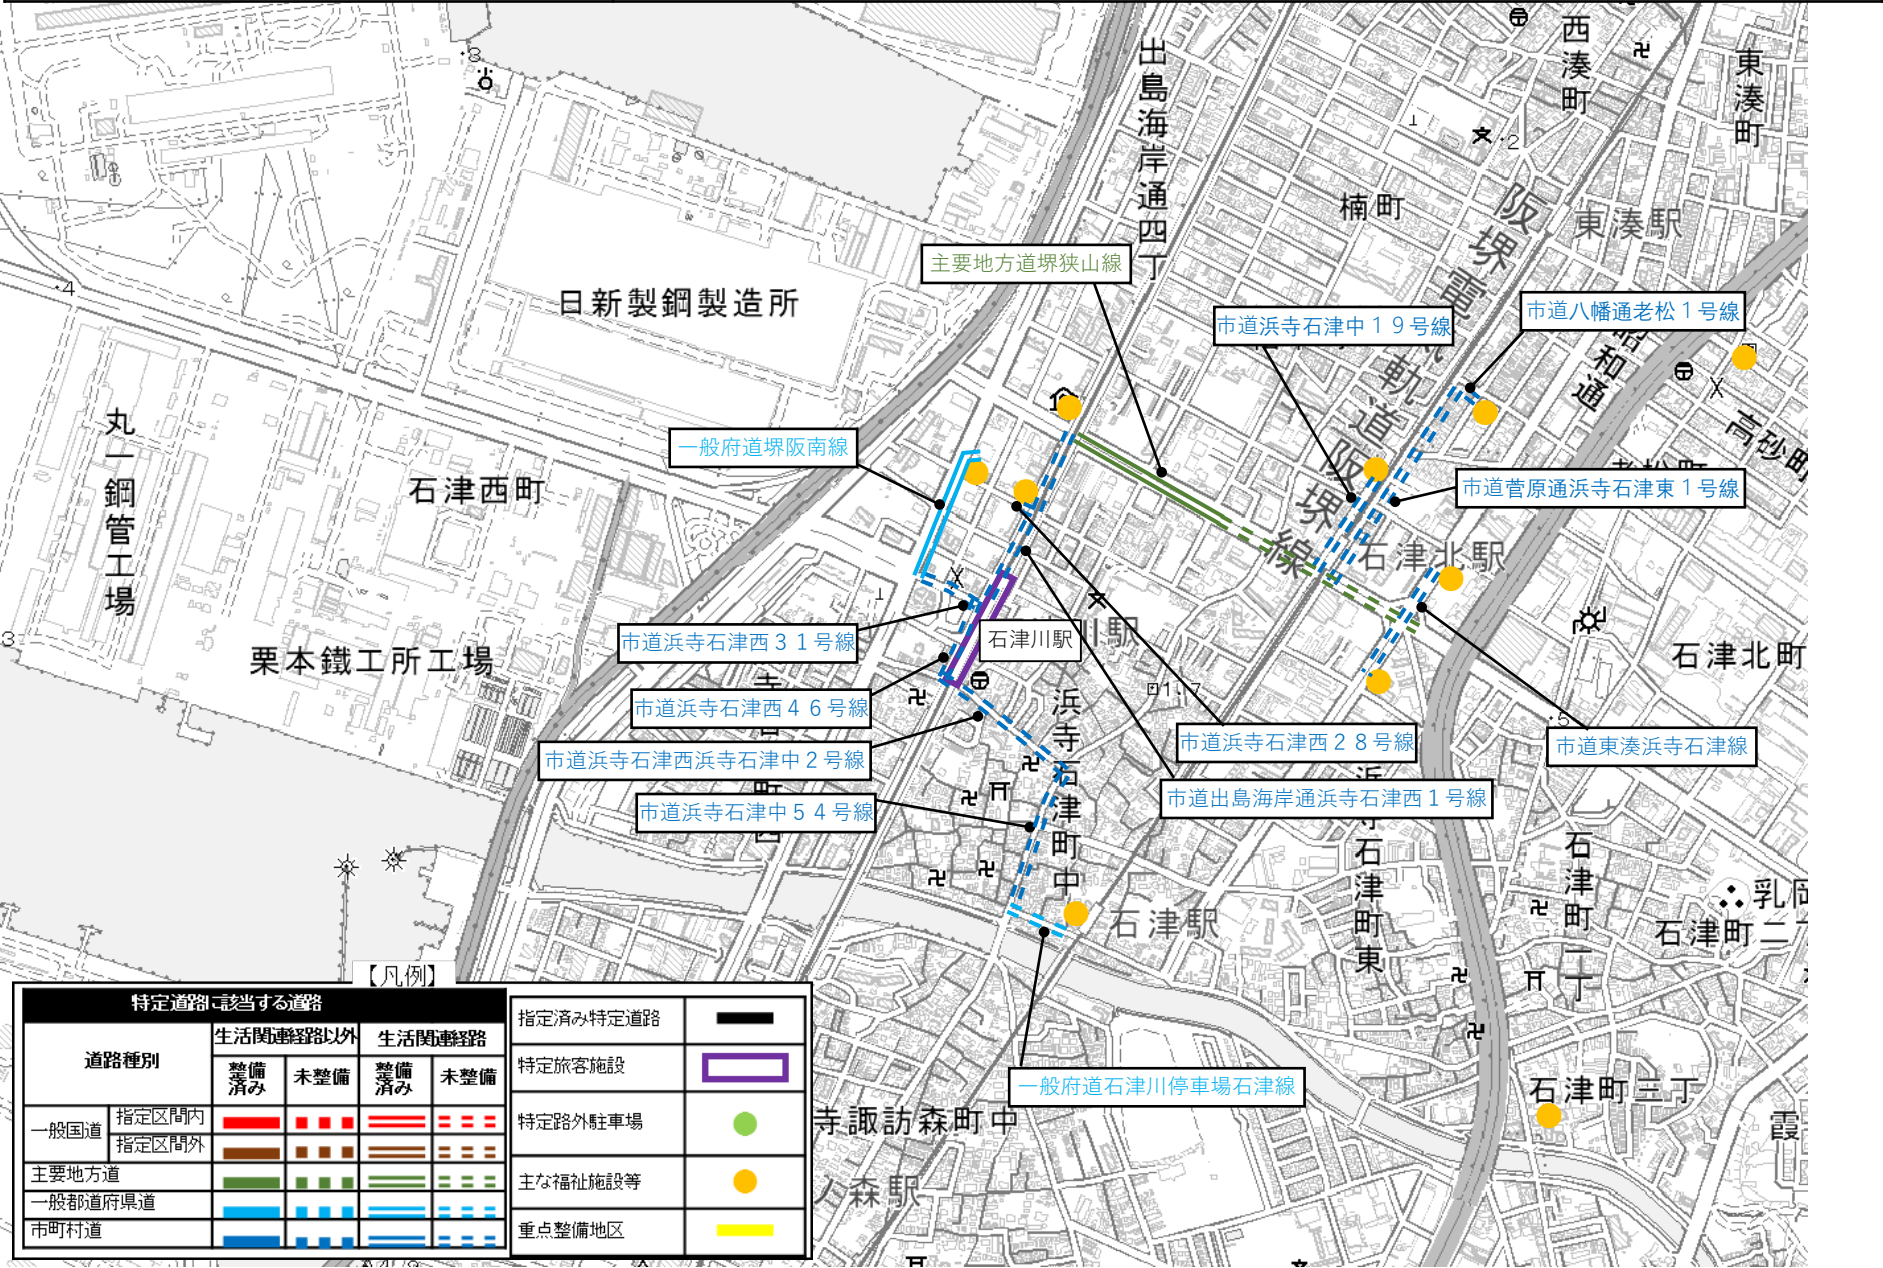 出島海岸通四丁
西湊町
東湊町
楠町
東湊駅
阪堺電
軌道阪堺線
主要地方道堺狭山線
市道浜寺石津中１９号線
市道八幡通老松１号線
昭和通
高砂町
日新製鋼製造所
丸一鋼管工場
石津西町
一般府道堺阪南線
市道菅原通浜寺石津東１号線
石津北駅
石津北町
栗本鐵工所工場
市道浜寺石津西３１号線
石津川駅
川駅
市道浜寺石津西４６号線
市道浜寺石津西浜寺石津中２号線
市道浜寺石津中５４号線
浜寺石津町中
市道浜寺石津西２８号線
市道東湊浜寺石津線
市道出島海岸通浜寺石津西１号線
石津町東
石津町一丁
乳岡
石津町二丁
石津駅
一般府道石津川停車場石津線
石津町三丁
霞
寺諏訪森町中
ノ森駅
【凡例】
特定道路に該当する道路
道路種別
生活関連経路以外
生活関連経路
整備済み
未整備
整備済み
未整備
一般国道
指定区間内
指定区間外
主要地方道
一般都道府県道
市町村道
指定済み特定道路
特定旅客施設
特定路外駐車場
主な福祉施設等
重点整備地区